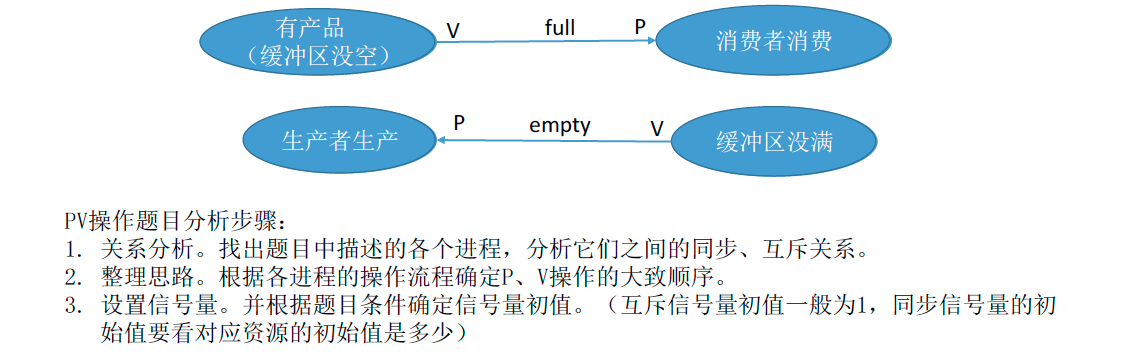 有产品
（缓冲区没空）
V
full
P
消费者消费
生产者生产
P
empty
V
缓冲区没满
PV操作题目分析步骤：
1. 关系分析。找出题目中描述的各个进程，分析它们之间的同步、互斥关系。
2. 整理思路。根据各进程的操作流程确定P、V操作的大致顺序。
3. 设置信号量。并根据题目条件确定信号量初值。（互斥信号量初值一般为1，同步信号量的初
始值要看对应资源的初始值是多少）